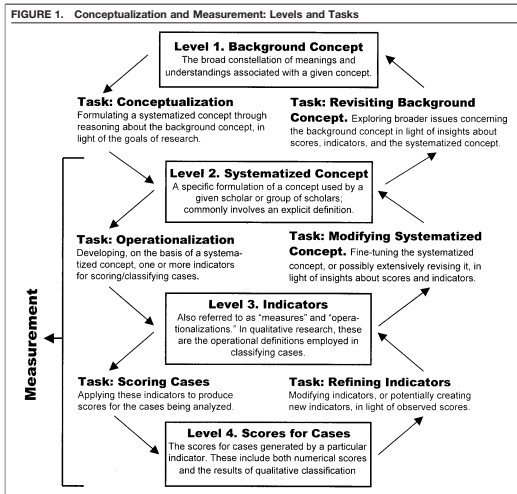 FIGURE 1. Conceptualization and Measurement: Levels and Tasks
Level 1. Background Concept
The broad constellation of meanings and
understandings associated with a given concept.
Task: Conceptualization
Formulating a systematized concept through
reasoning about the background concept, in
light of the goals of research.
Task: Revisiting Background
Concept. Exploring broader issues concerning
the background concept in light of insights about
scores, indicators, and the systematized concept.
Level 2. Systematized Concept
A specific formulation of a concept used by a
given scholar or group of scholars;
commonly involves an explicit definition.
Task: Operationalization
Developing, on the basis of a systema-
tized concept, one or more indicators
for scoring/classifying cases.
Task: Modifying Systematized
Concept. Fine-tuning the systematized
concept, or possibly extensively revising it, in
light of insights about scores and indicators.
Level 3. Indicators
Also referred to as “measures” and “opera-
tionalizations.” In qualitative research, these
are the operational definitions employed in
classifying cases.
Measurement
Task: Scoring Cases
Applying these indicators to produce
scores for the cases being analyzed.
Task: Refining Indicators
Modifying indicators, or potentially creating
new indicators, in light of observed scores.
Level 4. Scores for Cases
The scores for cases generated by a particular
indicator. These include both numerical scores
and the results of qualitative classification